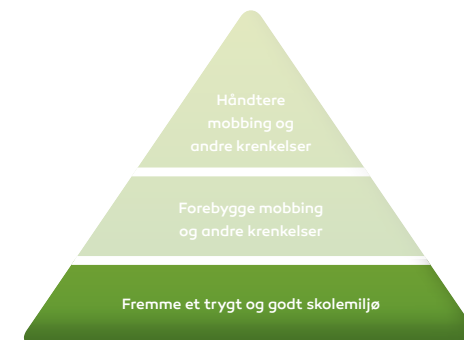 Håndtere
mobbing og
andre krenkelser
Forebygge mobbing
og andre krenkelser
Fremme et trygt og godt skolemiljø